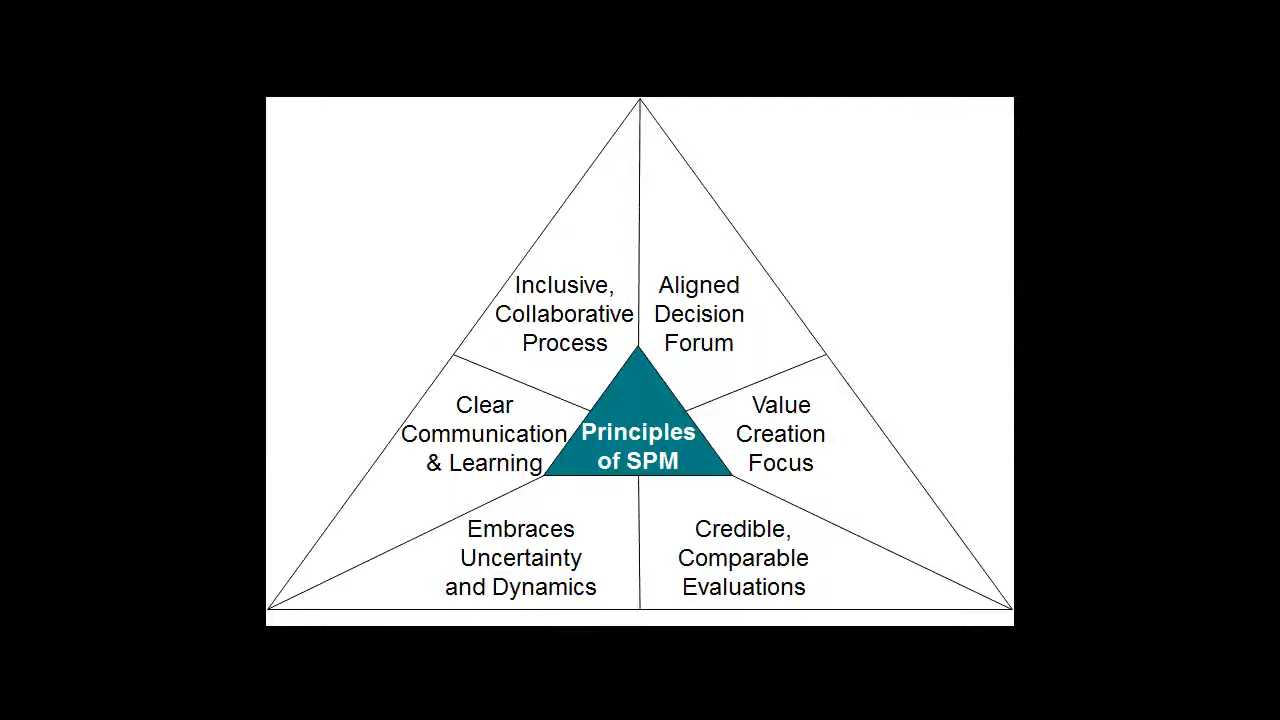 Inclusive,
Collaborative
Process
Aligned
Decision
Forum
Clear
Communication
& Learning
Principles
of SPM
Value
Creation
Focus
Embraces
Uncertainty
and Dynamics
Credible,
Comparable
Evaluations